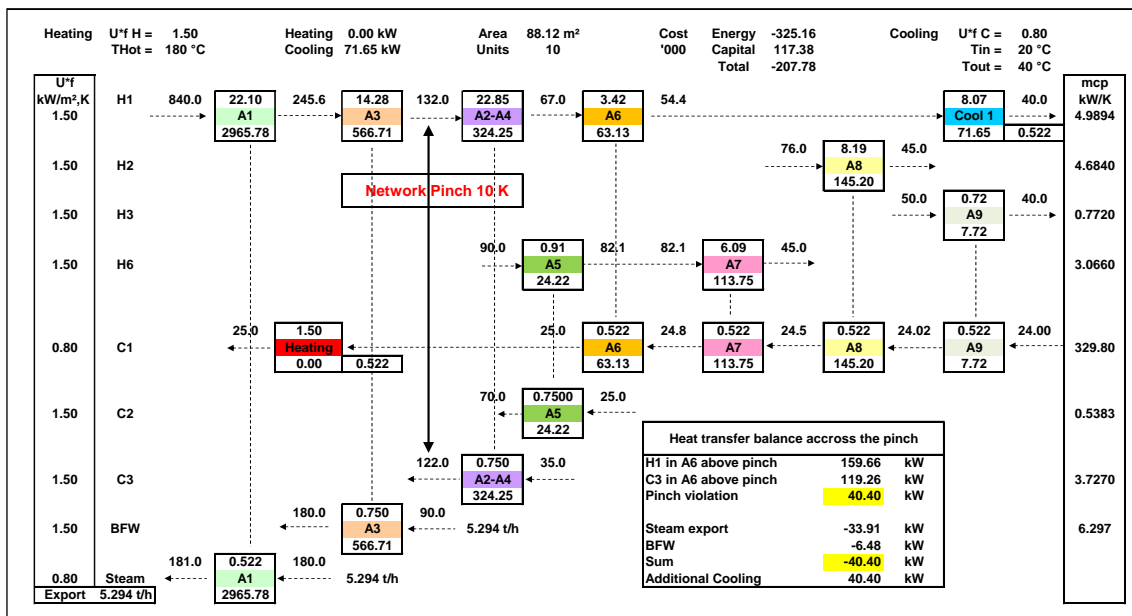 Heating U*f H = 1.50 Heating 0.00 kW Area 88.12 m² Cost Energy -325.16 Cooling U*f C = 0.80
THot = 180 °C Cooling 71.65 kW Units 10 '000 Capital 117.38 Tin = 20 °C
Total -207.78 Tout = 40 °C
U*f mcp
kW/m²,K H1 840.0 22.10 245.6 14.28 132.0 22.85 67.0 3.42 54.4 8.07 40.0 kW/K
1.50 A1 A3 A2-A4 A6 Cool 1 4.9894
2965.78 566.71 324.25 63.13 71.65 0.522
76.0 8.19 45.0
1.50 H2 A8 4.6840
145.20
Network Pinch 10 K
50.0 0.72 40.0
1.50 H3 A9 0.7720
7.72
90.0 0.91 82.1 82.1 6.09 45.0
1.50 H6 A5 A7 3.0660
24.22 113.75
25.0 1.50 25.0 0.522 24.8 0.522 24.5 0.522 24.02 0.522 24.00
0.80 C1 Heating A6 A7 A8 A9 329.80
0.00 0.522 63.13 113.75 145.20 7.72
70.0 0.7500 25.0
1.50 C2 A5 0.5383
24.22
Heat transfer balance accross the pinch
122.0 0.750 35.0
1.50 C3 A2-A4 3.7270
324.25
H1 in A6 above pinch 159.66 kW
C3 in A6 above pinch 119.26 kW
Pinch violation 40.40 kW
180.0 0.750 90.0
1.50 BFW A3 5.294 t/h 6.297
566.71
Steam export -33.91 kW
BFW -6.48 kW
Sum -40.40 kW
Additional Cooling 40.40 kW
181.0 0.522 180.0
0.80 Steam A1 5.294 t/h
Export 5.294 t/h 2965.78